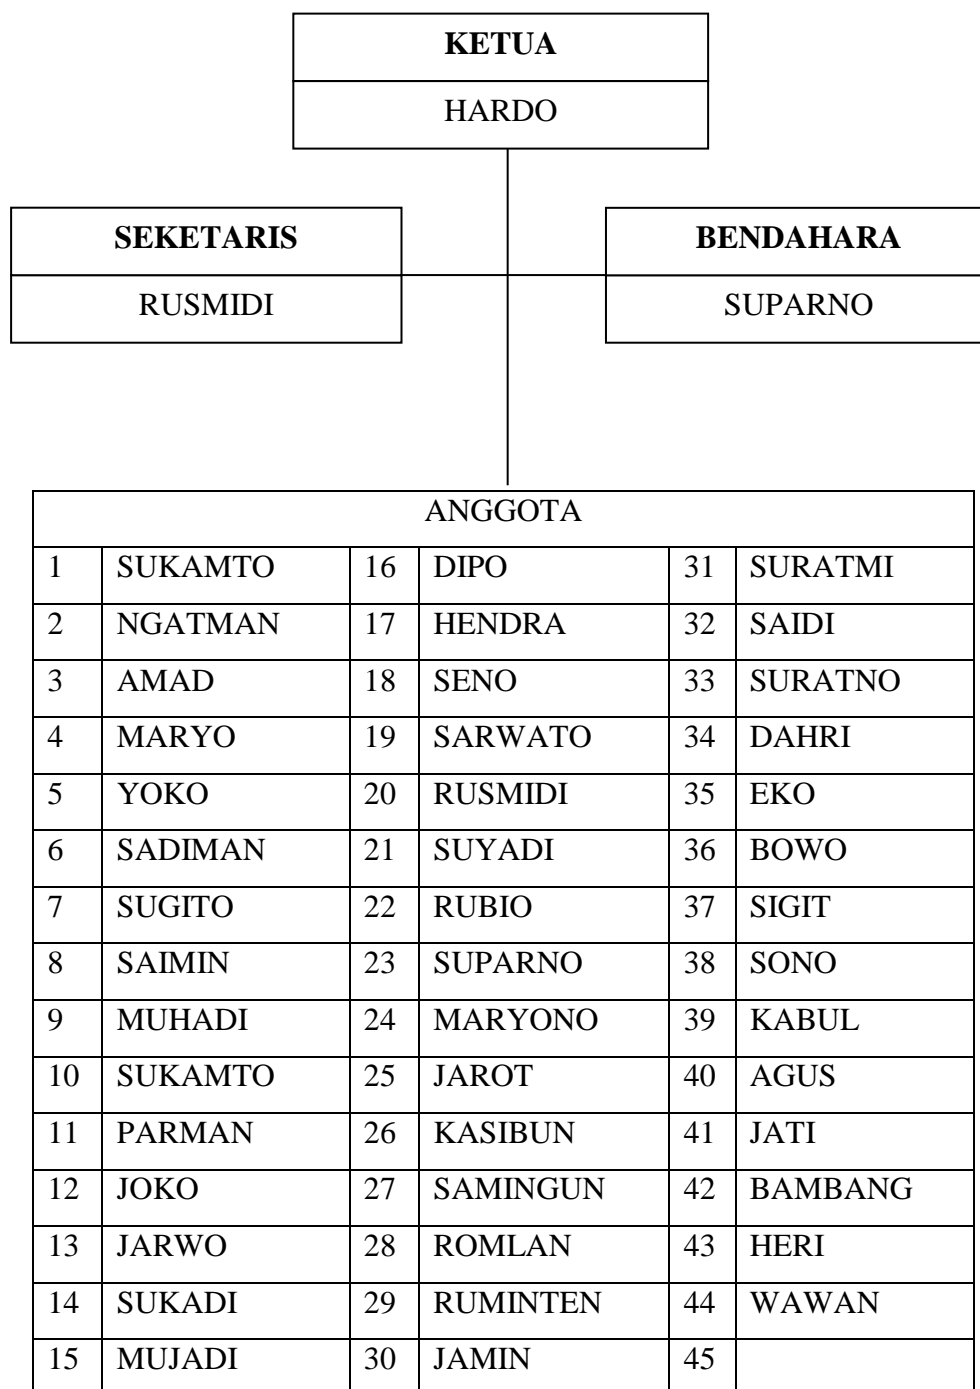 KETUA
HARDO
SEKETARIS
BENDAHARA
RUSMIDI
SUPARNO
ANGGOTA
1 SUKAMTO 16 DIPO 31 SURATMI
2 NGATMAN 17 HENDRA 32 SAIDI
3 AMAD 18 SENO 33 SURATNO
4 MARYO 19 SARWATO 34 DAHRI
5 YOKO 20 RUSMIDI 35 EKO
6 SADIMAN 21 SUYADI 36 BOWO
7 SUGITO 22 RUBIO 37 SIGIT
8 SAIMIN 23 SUPARNO 38 SONO
9 MUHADI 24 MARYONO 39 KABUL
10 SUKAMTO 25 JAROT 40 AGUS
11 PARMAN 26 KASIBUN 41 JATI
12 JOKO 27 SAMINGUN 42 BAMBANG
13 JARWO 28 ROMLAN 43 HERI
14 SUKADI 29 RUMINTEN 44 WAWAN
15 MUJADI 30 JAMIN 45